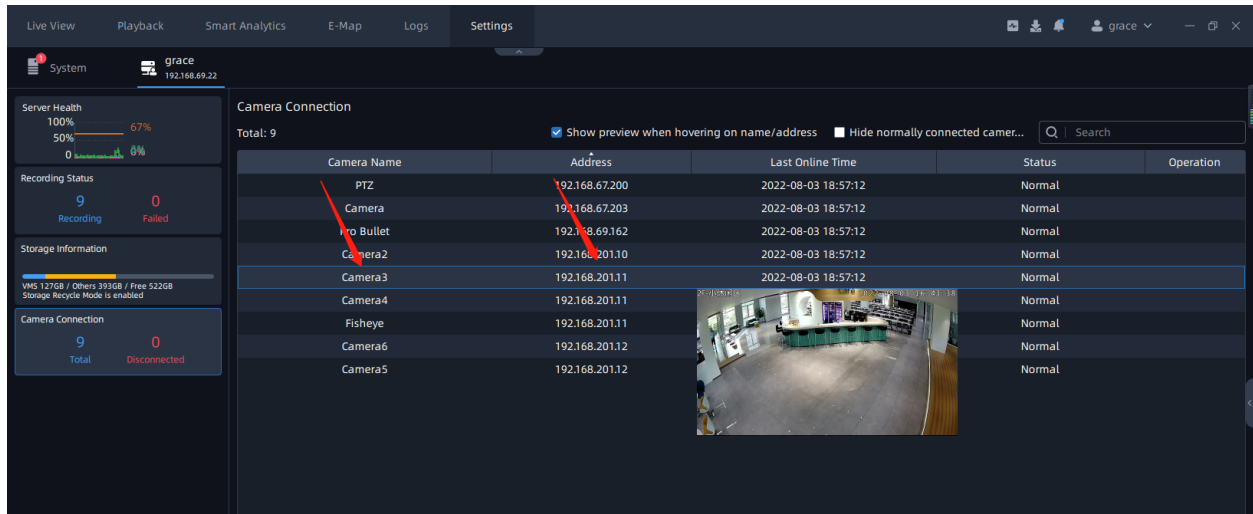 Live View Playback Smart Analytics E-Map Logs Settings grace
1
System grace
192.168.69.22
Server Health
100%
67%
50%
0
Recording Status
9 0
Recording Failed
Storage Information
VMS 127GB / Others 393GB / Free 522GB
Storage Recycle Mode is enabled
Camera Connection
9 0
Total Disconnected
Camera Connection
Total: 9 Show preview when hovering on name/address Hide normally connected camer... Search
Camera Name Address Last Online Time Status Operation
PTZ 192.168.67.200 2022-08-03 18:57:12 Normal
Camera 192.168.67.203 2022-08-03 18:57:12 Normal
Pro Bullet 192.168.69.162 2022-08-03 18:57:12 Normal
Camera2 192.168.201.10 2022-08-03 18:57:12 Normal
Camera3 192.168.201.11 2022-08-03 18:57:12 Normal
Camera4 192.168.201.11 Normal
Fisheye 192.168.201.11 Normal
Camera6 192.168.201.12 Normal
Camera5 192.168.201.12 Normal